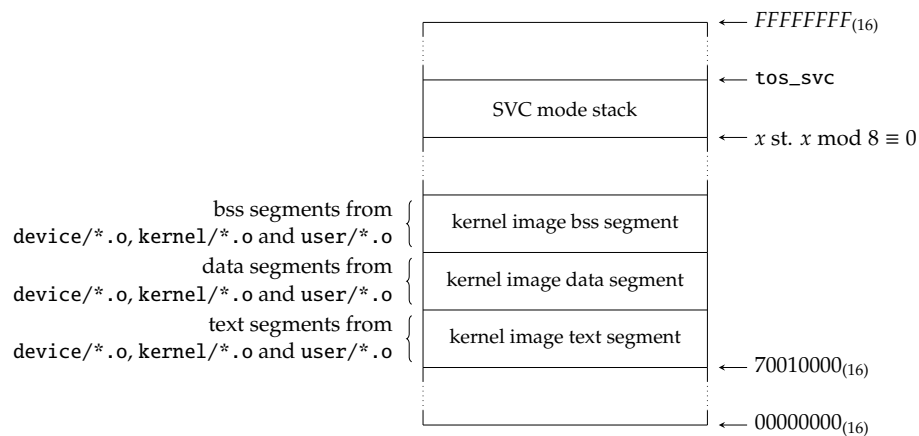 FFFFFFFF(16)
tos_svc
SVC mode stack
x st. x mod 8 ≡ 0
bss segments from
device/*.o, kernel/*.o and user/*.o
kernel image bss segment
data segments from
device/*.o, kernel/*.o and user/*.o
kernel image data segment
text segments from
device/*.o, kernel/*.o and user/*.o
kernel image text segment
70010000(16)
00000000(16)